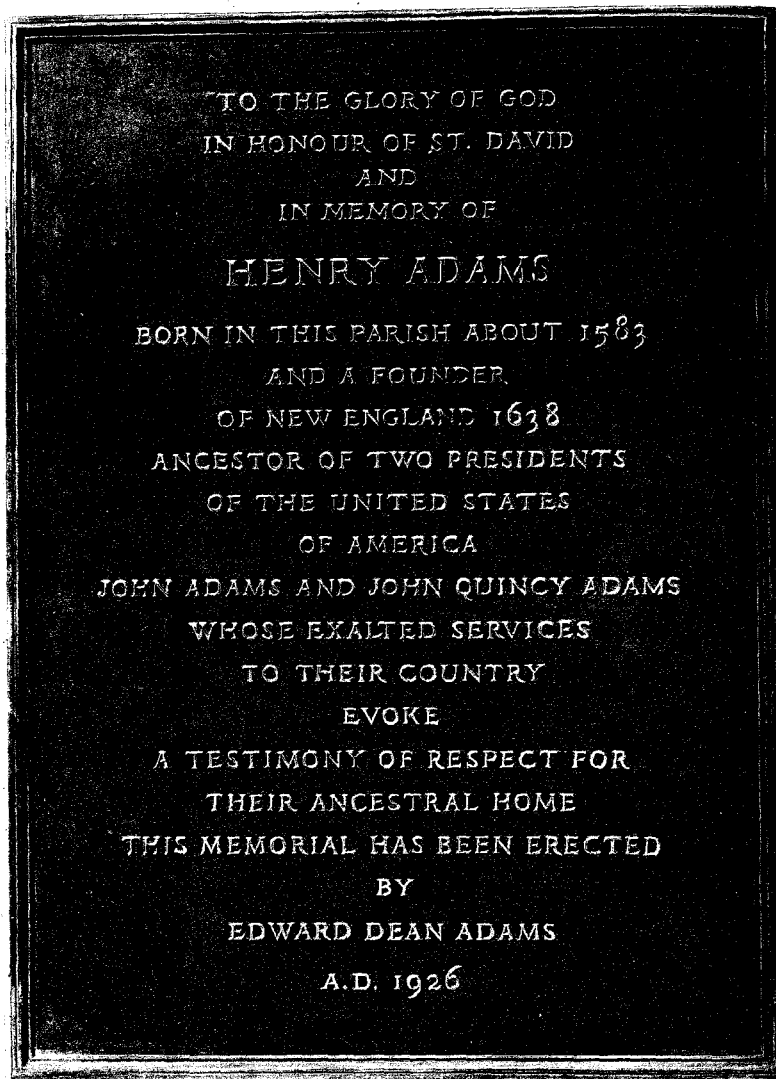 TO THE GLORY OF GOD
IN HONOUR OF ST. DAVID
AND
IN MEMORY OF
HENRY ADAMS
BORN IN THIS PARISH ABOUT 1583
AND A FOUNDER
OF NEW ENGLAND 1638
ANCESTOR OF TWO PRESIDENTS
OF THE UNITED STATES
OF AMERICA
JOHN ADAMS AND JOHN QUINCY ADAMS
WHOSE EXALTED SERVICES
TO THEIR COUNTRY
EVOKE
A TESTIMONY OF RESPECT FOR
THEIR ANCESTRAL HOME
THIS MEMORIAL HAS BEEN ERECTED
BY
EDWARD DEAN ADAMS
A.D. 1926